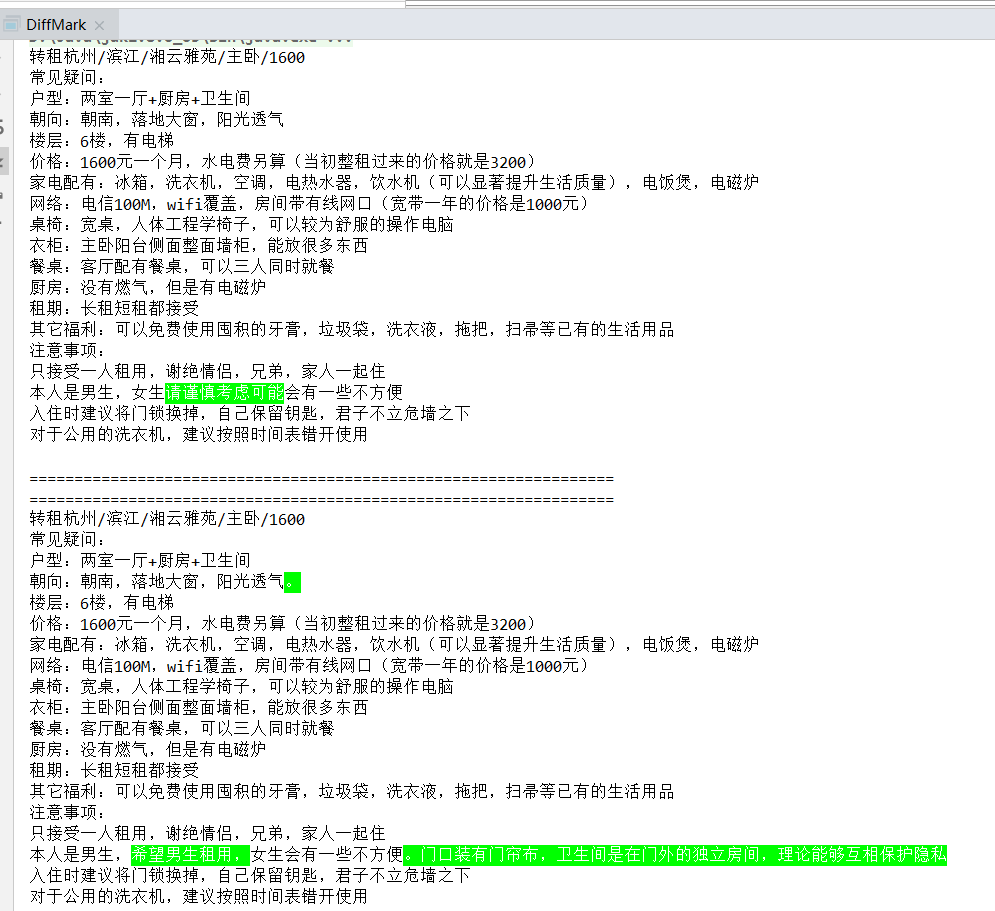 DiffMark
转租杭州/滨江/湘云雅苑/主卧/1600
常见疑问:
户型: 两室一厅+厨房+卫生间
朝向: 朝南, 落地大窗, 阳光透气
楼层: 6楼, 有电梯
价格: 1600元一个月, 水电费另算 (当初整租过来的价格就是3200)
家电配有: 冰箱, 洗衣机, 空调, 电热水器, 饮水机 (可以显著提升生活质量) , 电饭煲, 电磁炉
网络: 电信100M, wifi覆盖, 房间带有线网口 (宽带一年的价格是1000元)
桌椅: 宽桌, 人体工程学椅子, 可以较为舒服的操作电脑
衣柜: 主卧阳台侧面整面墙柜, 能放很多东西
餐桌: 客厅配有餐桌, 可以三人同时就餐
厨房: 没有燃气, 但是有电磁炉
租期: 长租短租都接受
其它福利: 可以免费使用囤积的牙膏, 垃圾袋, 洗衣液, 拖把, 扫帚等已有的生活用品
注意事项:
只接受一人租用, 谢绝情侣, 兄弟, 家人一起住
本人是男生, 女生请谨慎考虑可能会有一些不方便
入住时建议将门锁换掉, 自己保留钥匙, 君子不立危墙之下
对于公用的洗衣机, 建议按照时间表错开使用
=================================================================
=================================================================
转租杭州/滨江/湘云雅苑/主卧/1600
常见疑问:
户型: 两室一厅+厨房+卫生间
朝向: 朝南, 落地大窗, 阳光透气。
楼层: 6楼, 有电梯
价格: 1600元一个月, 水电费另算 (当初整租过来的价格就是3200)
家电配有: 冰箱, 洗衣机, 空调, 电热水器, 饮水机 (可以显著提升生活质量) , 电饭煲, 电磁炉
网络: 电信100M, wifi覆盖, 房间带有线网口 (宽带一年的价格是1000元)
桌椅: 宽桌, 人体工程学椅子, 可以较为舒服的操作电脑
衣柜: 主卧阳台侧面整面墙柜, 能放很多东西
餐桌: 客厅配有餐桌, 可以三人同时就餐
厨房: 没有燃气, 但是有电磁炉
租期: 长租短租都接受
其它福利: 可以免费使用囤积的牙膏, 垃圾袋, 洗衣液, 拖把, 扫帚等已有的生活用品
注意事项:
只接受一人租用, 谢绝情侣, 兄弟, 家人一起住
本人是男生, 希望男生租用, 女生会有一些不方便。门口装有门帘布, 卫生间是在门外的独立房间, 理论能够互相保护隐私
入住时建议将门锁换掉, 自己保留钥匙, 君子不立危墙之下
对于公用的洗衣机, 建议按照时间表错开使用